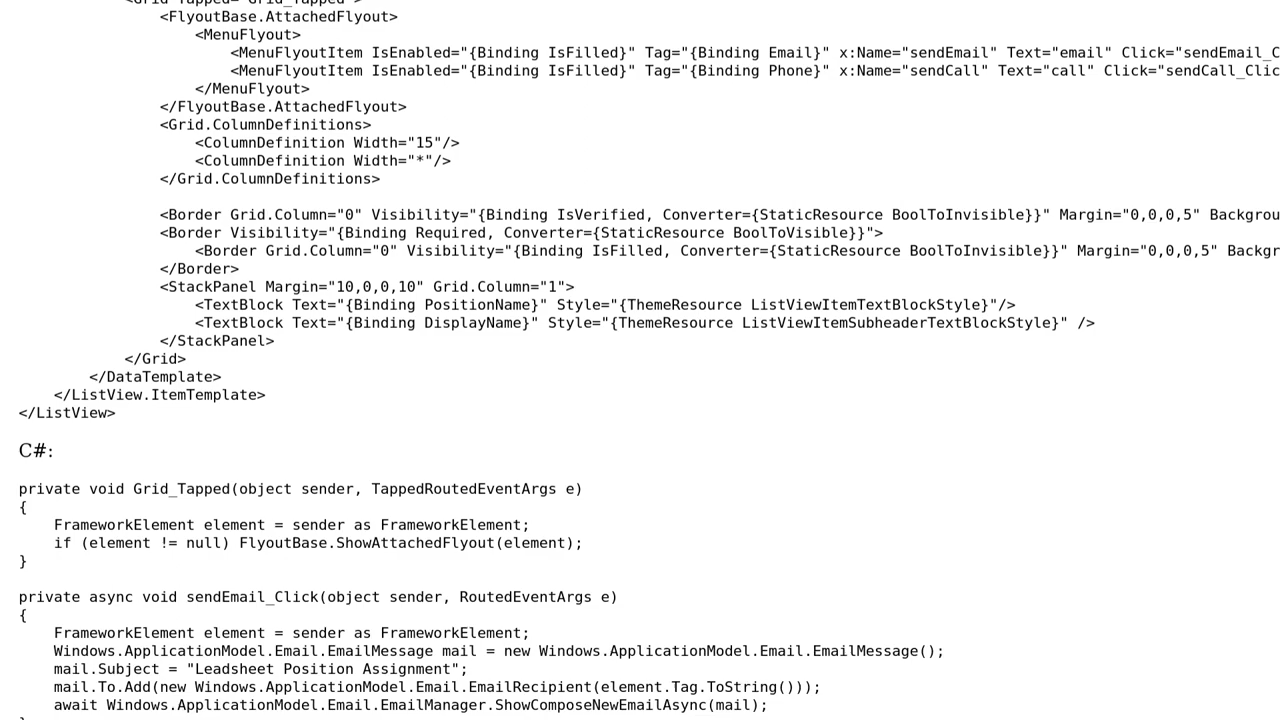 <Grid Tapped="Grid_Tapped">
<FlyoutBase.AttachedFlyout>
<MenuFlyout>
<MenuFlyoutItem IsEnabled="{Binding IsFilled}" Tag="{Binding Email}" x:Name="sendEmail" Text="email" Click="sendEmail_C
<MenuFlyoutItem IsEnabled="{Binding IsFilled}" Tag="{Binding Phone}" x:Name="sendCall" Text="call" Click="sendCall_Clic
</MenuFlyout>
</FlyoutBase.AttachedFlyout>
<Grid.ColumnDefinitions>
<ColumnDefinition Width="15"/>
<ColumnDefinition Width="*"/>
</Grid.ColumnDefinitions>
<Border Grid.Column="0" Visibility="{Binding IsVerified, Converter={StaticResource BoolToInvisible}}" Margin="0,0,0,5" Backgrou
<Border Visibility="{Binding Required, Converter={StaticResource BoolToVisible}}">
<Border Grid.Column="0" Visibility="{Binding IsFilled, Converter={StaticResource BoolToInvisible}}" Margin="0,0,0,5" Backgr
</Border>
<StackPanel Margin="10,0,0,10" Grid.Column="1">
<TextBlock Text="{Binding PositionName}" Style="{ThemeResource ListViewItemTextBlockStyle}"/>
<TextBlock Text="{Binding DisplayName}" Style="{ThemeResource ListViewItemSubheaderTextBlockStyle}" />
</StackPanel>
</Grid>
</DataTemplate>
</ListView.ItemTemplate>
</ListView>
C#:
private void Grid_Tapped(object sender, TappedRoutedEventArgs e)
{
FrameworkElement element = sender as FrameworkElement;
if (element != null) FlyoutBase.ShowAttachedFlyout(element);
}
private async void sendEmail_Click(object sender, RoutedEventArgs e)
{
FrameworkElement element = sender as FrameworkElement;
Windows.ApplicationModel.Email.EmailMessage mail = new Windows.ApplicationModel.Email.EmailMessage();
mail.Subject = "Leadsheet Position Assignment";
mail.To.Add(new Windows.ApplicationModel.Email.EmailRecipient(element.Tag.ToString()));
await Windows.ApplicationModel.Email.EmailManager.ShowComposeNewEmailAsync(mail);
}